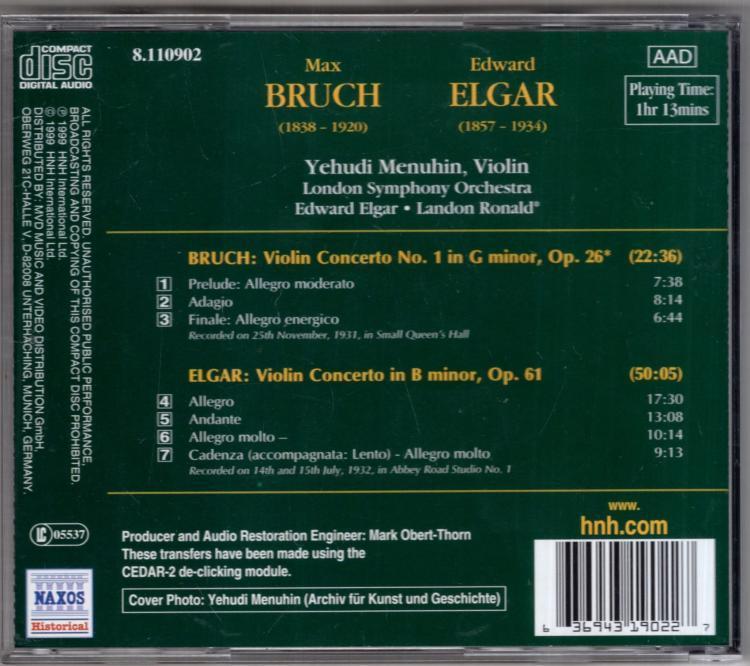 COMPACT
disc
DIGITAL AUDIO
8.110902
Max
BRUCH
(1838 – 1920)
Edward
ELGAR
(1857 – 1934)
AAD
Playing Time:
1hr 13mins
Yehudi Menuhin, Violin
London Symphony Orchestra
Edward Elgar • Landon Ronald*
BRUCH: Violin Concerto No. 1 in G minor, Op. 26* (22:36)
1 Prelude: Allegro moderato 7:38
2 Adagio 8:14
3 Finale: Allegro energico 6:44
Recorded on 25th November, 1931, in Small Queen's Hall
ELGAR: Violin Concerto in B minor, Op. 61 (50:05)
4 Allegro 17:30
5 Andante 13:08
6 Allegro molto – 10:14
7 Cadenza (accompagnata: Lento) - Allegro molto 9:13
Recorded on 14th and 15th July, 1932, in Abbey Road Studio No. 1
ALL RIGHTS RESERVED. UNAUTHORISED PUBLIC PERFORMANCE,
BROADCASTING AND COPYING OF THIS COMPACT DISC PROHIBITED.
℗ 1999 HNH International Ltd.
© 1999 HNH International Ltd.
DISTRIBUTED BY: MVD MUSIC AND VIDEO DISTRIBUTION GmbH,
OBERWEG 21C-HALLE V, D-82008 UNTERHACHING, MUNICH, GERMANY.
LC 05537
NAXOS
Historical
Producer and Audio Restoration Engineer: Mark Obert-Thorn
These transfers have been made using the
CEDAR-2 de-clicking module.
Cover Photo: Yehudi Menuhin (Archiv für Kunst und Geschichte)
www.
hnh.com
6 36943 19022 7